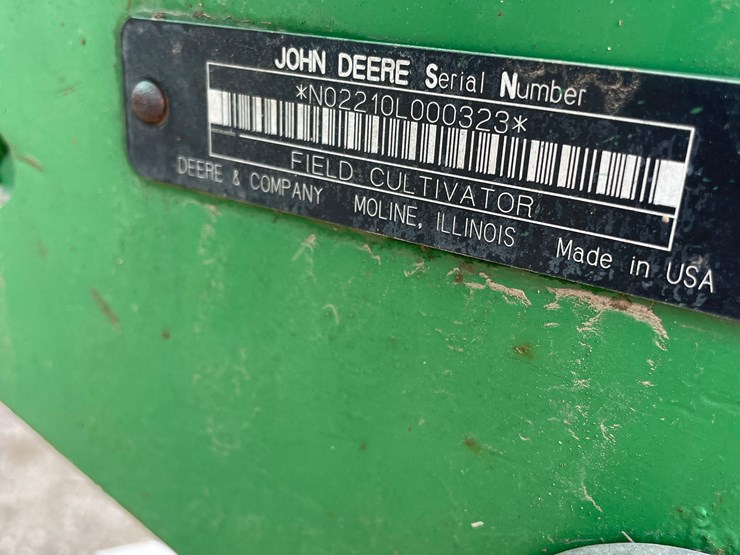 JOHN DEERE Serial Number
*N02210L000323*
FIELD CULTIVATOR
DEERE & COMPANY MOLINE, ILLINOIS Made in USA